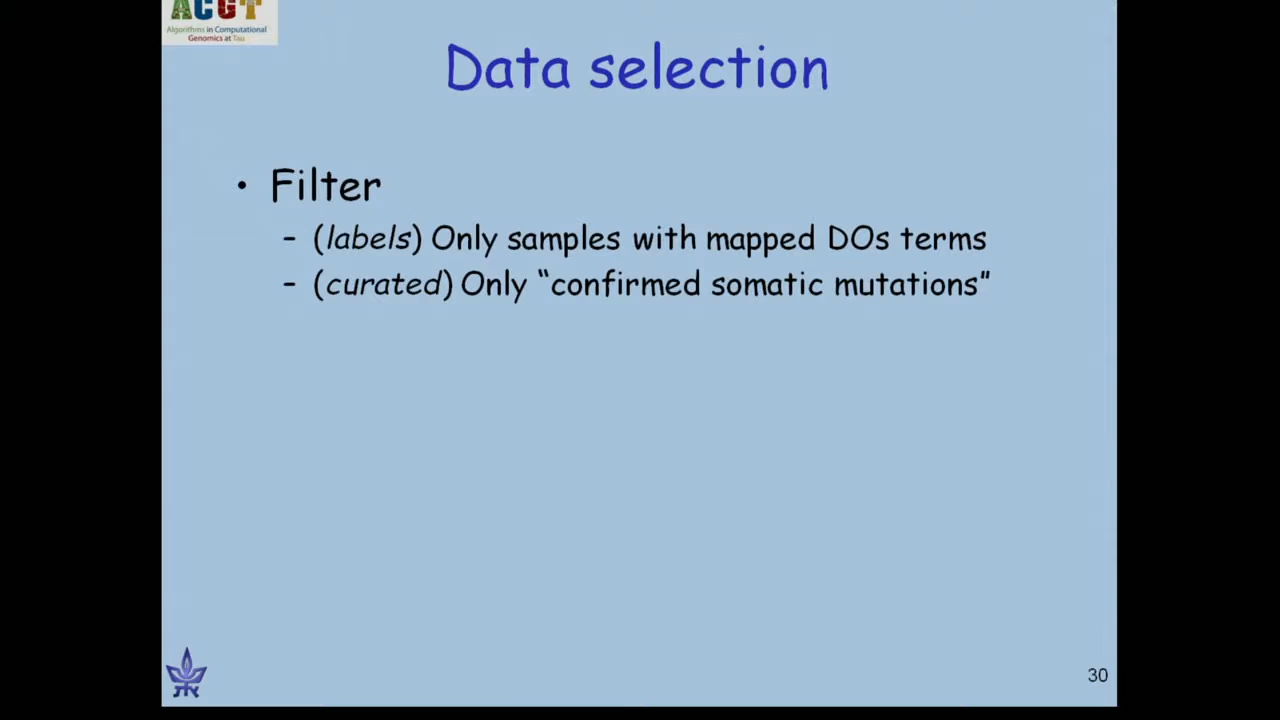 ACGT
Algorithms in Computational
Genomics at Tau
Data selection
• Filter
– (labels) Only samples with mapped DOs terms
– (curated) Only “confirmed somatic mutations”
30